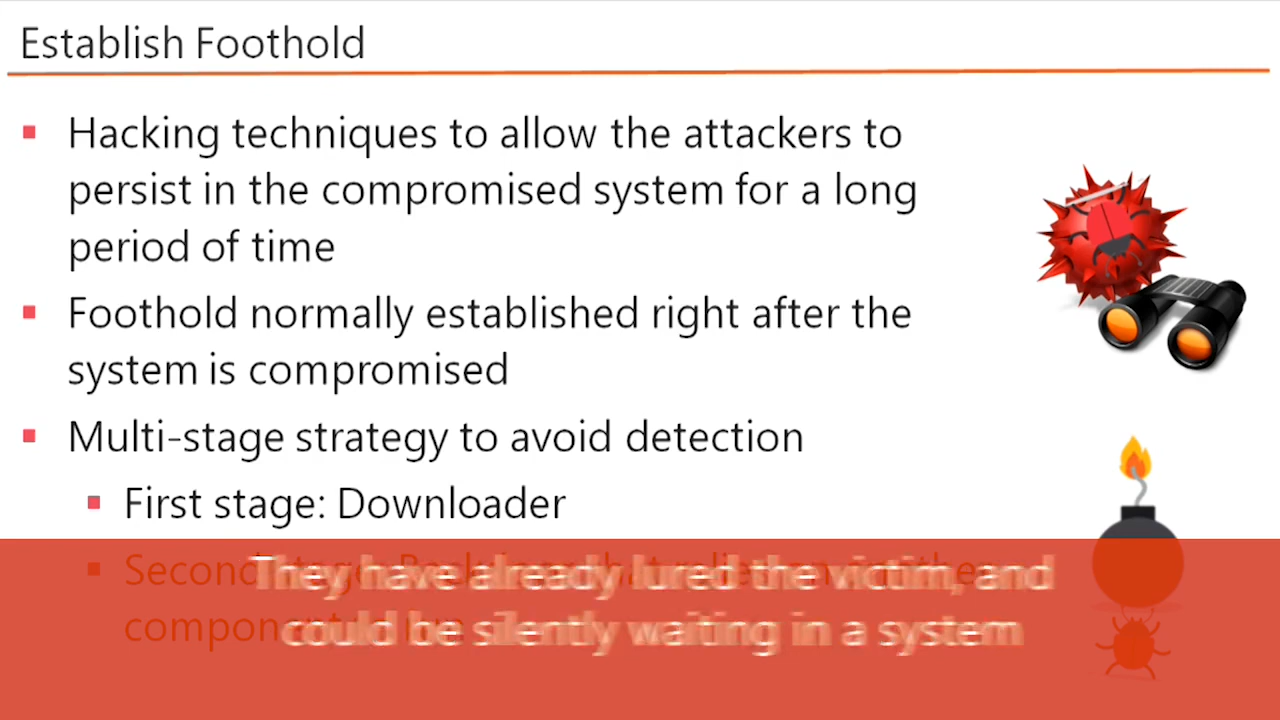 Establish Foothold
Hacking techniques to allow the attackers to
persist in the compromised system for a long
period of time
Foothold normally established right after the
system is compromised
Multi-stage strategy to avoid detection
First stage: Downloader
Second
component
They have already lured the victim, and
could be silently waiting in a system